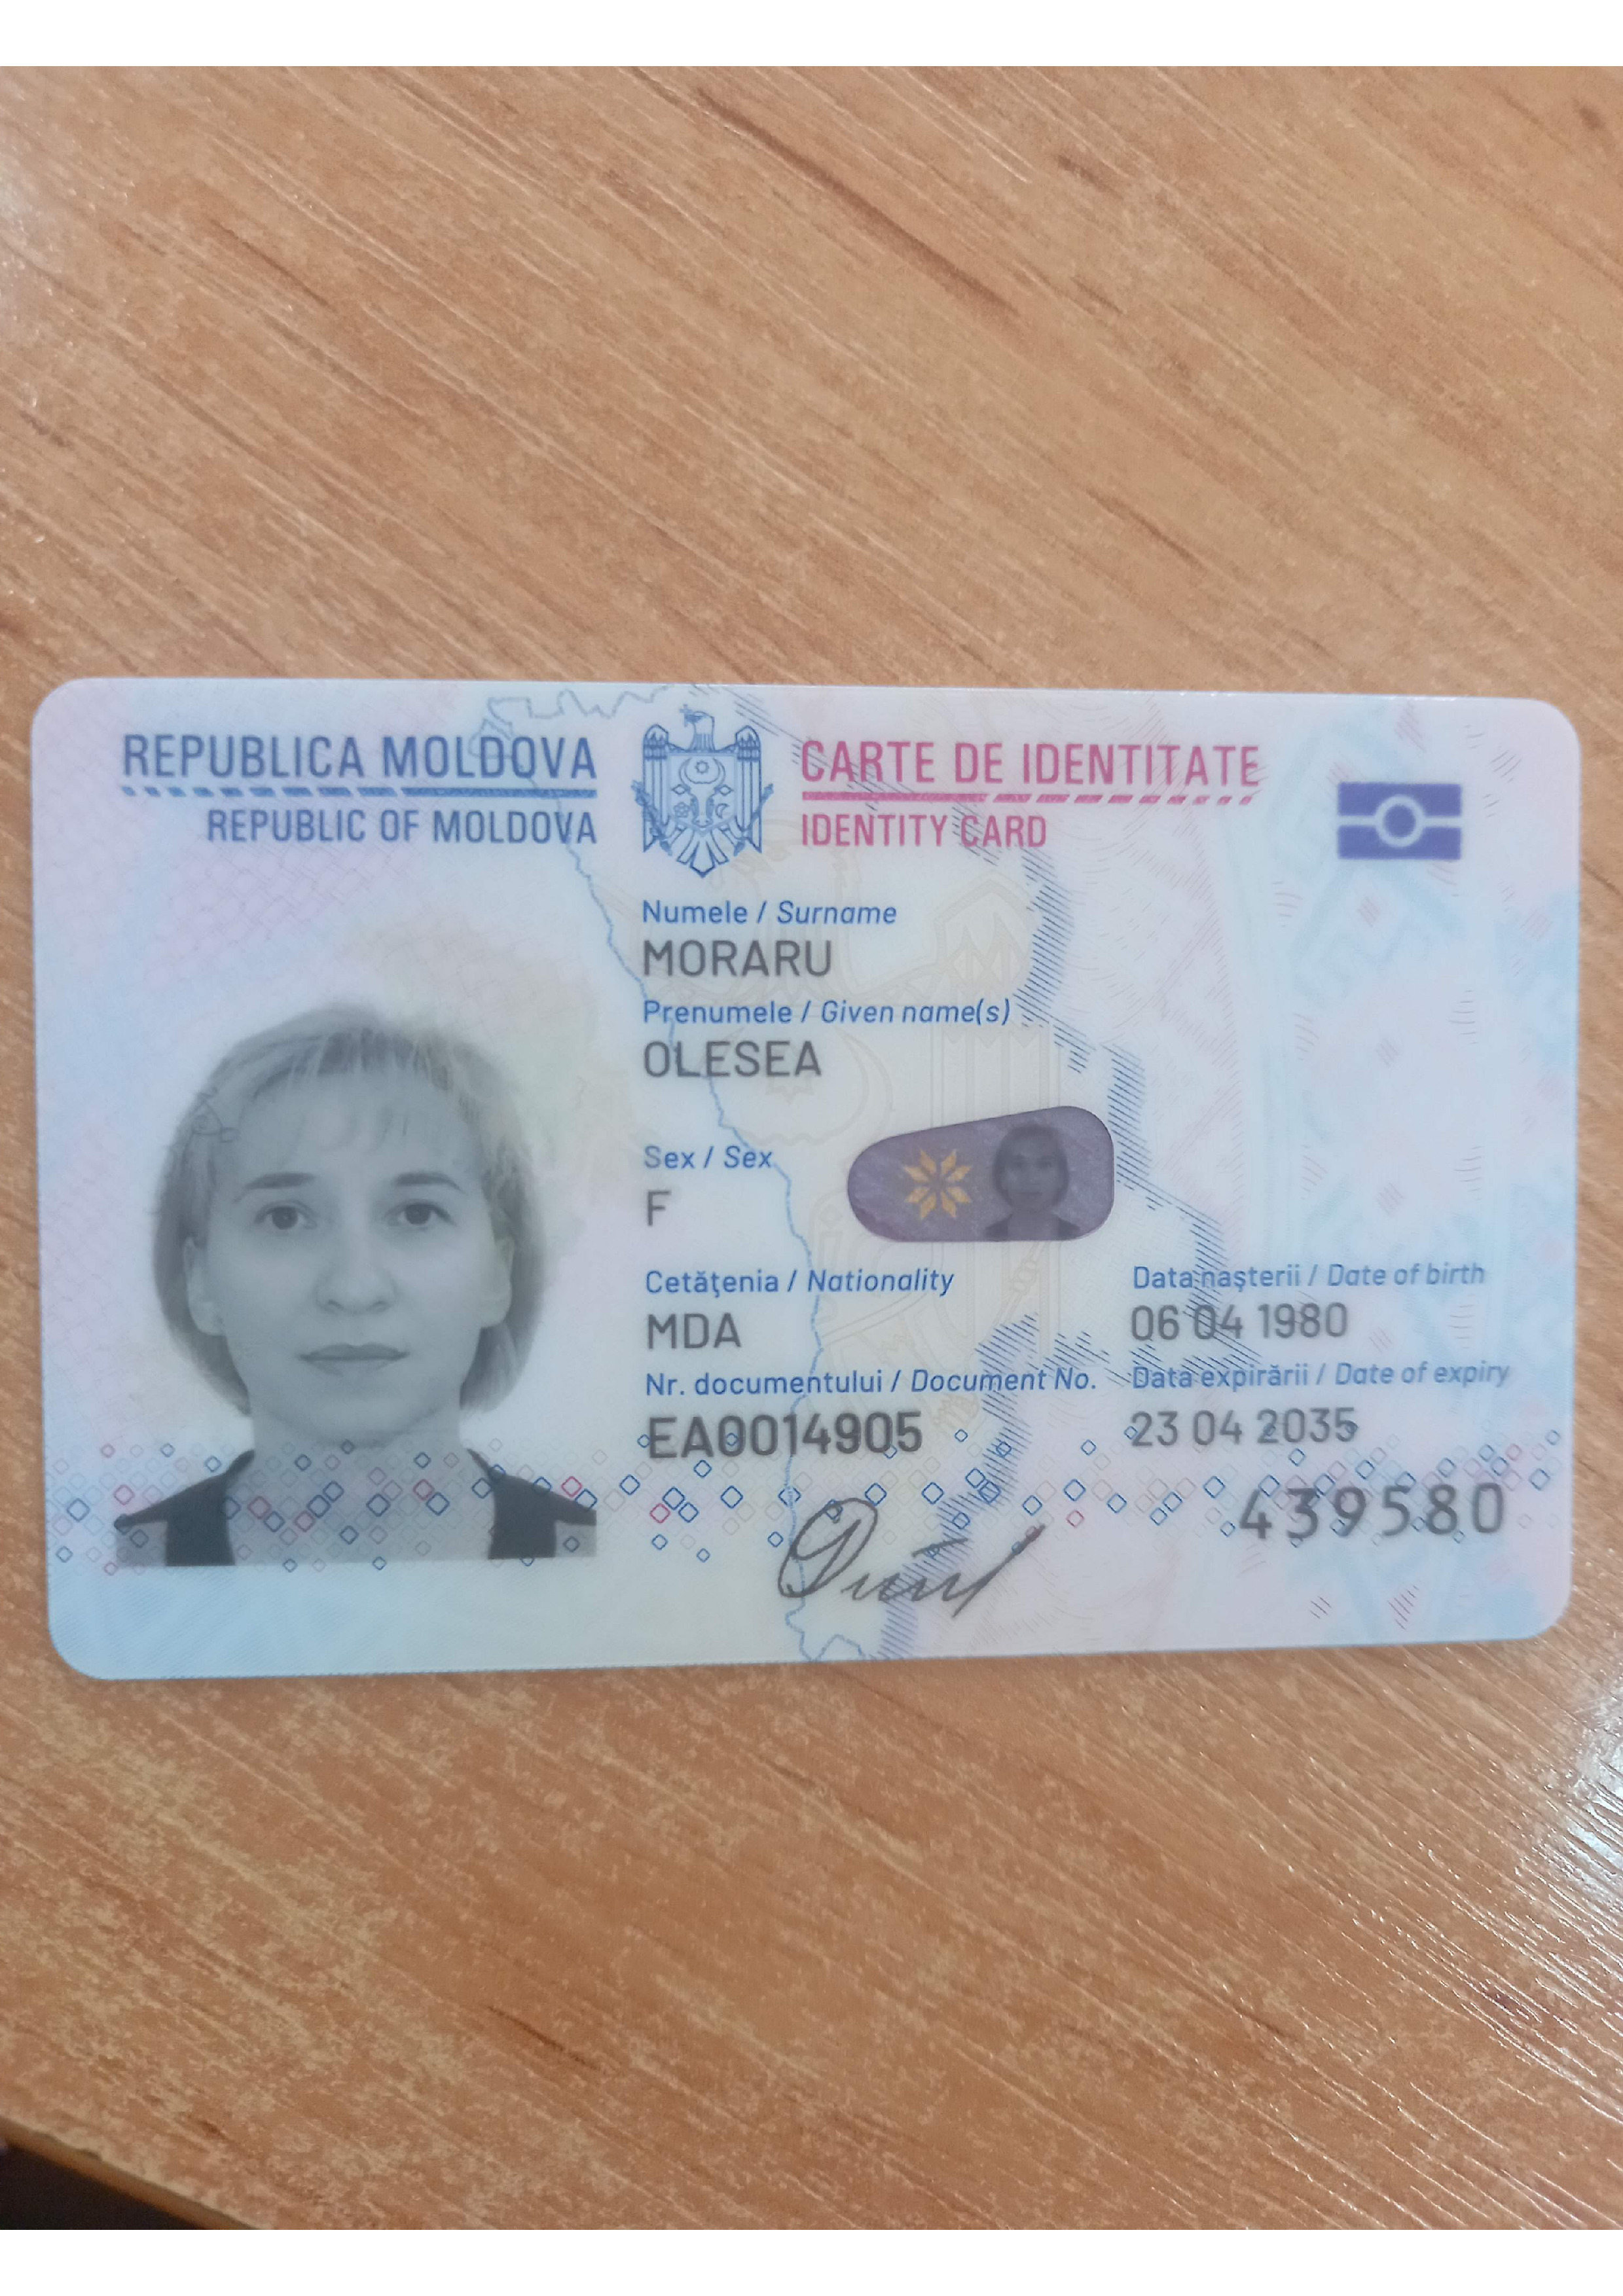 REPUBLICA MOLDOVA
REPUBLIC OF MOLDOVA
CARTE DE IDENTITATE
IDENTITY CARD
Numele / Surname
MORARU
Prenumele / Given name(s)
OLESEA
Sex / Sex
F
Cetăţenia / Nationality
MDA
Data naşterii / Date of birth
06 04 1980
Nr. documentului / Document No.
EA0014905
Data expirării / Date of expiry
23 04 2035
439580